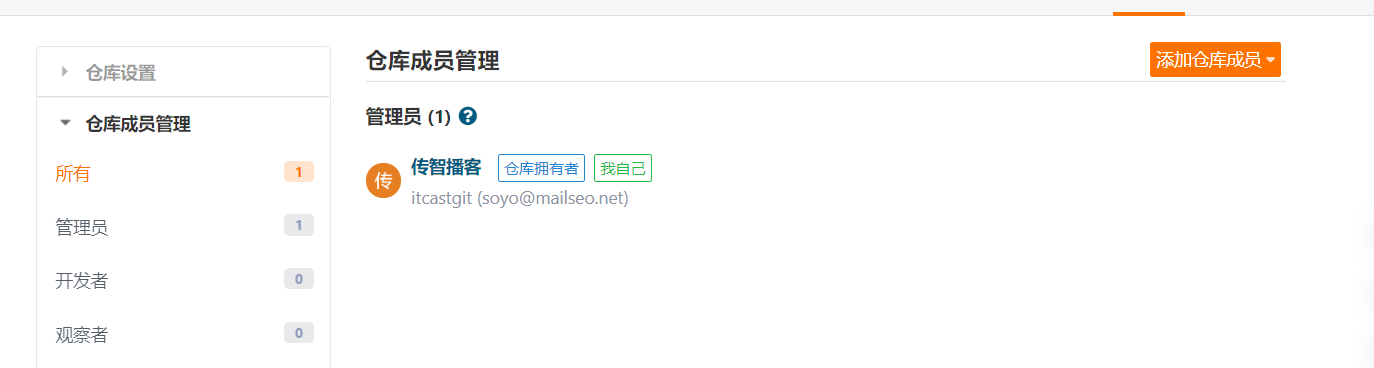 仓库设置
仓库成员管理
所有 1
管理员 1
开发者 0
观察者 0
仓库成员管理
添加仓库成员
管理员 (1) ?
传
传智播客 仓库拥有者 我自己
itcastgit (soyo@mailseo.net)